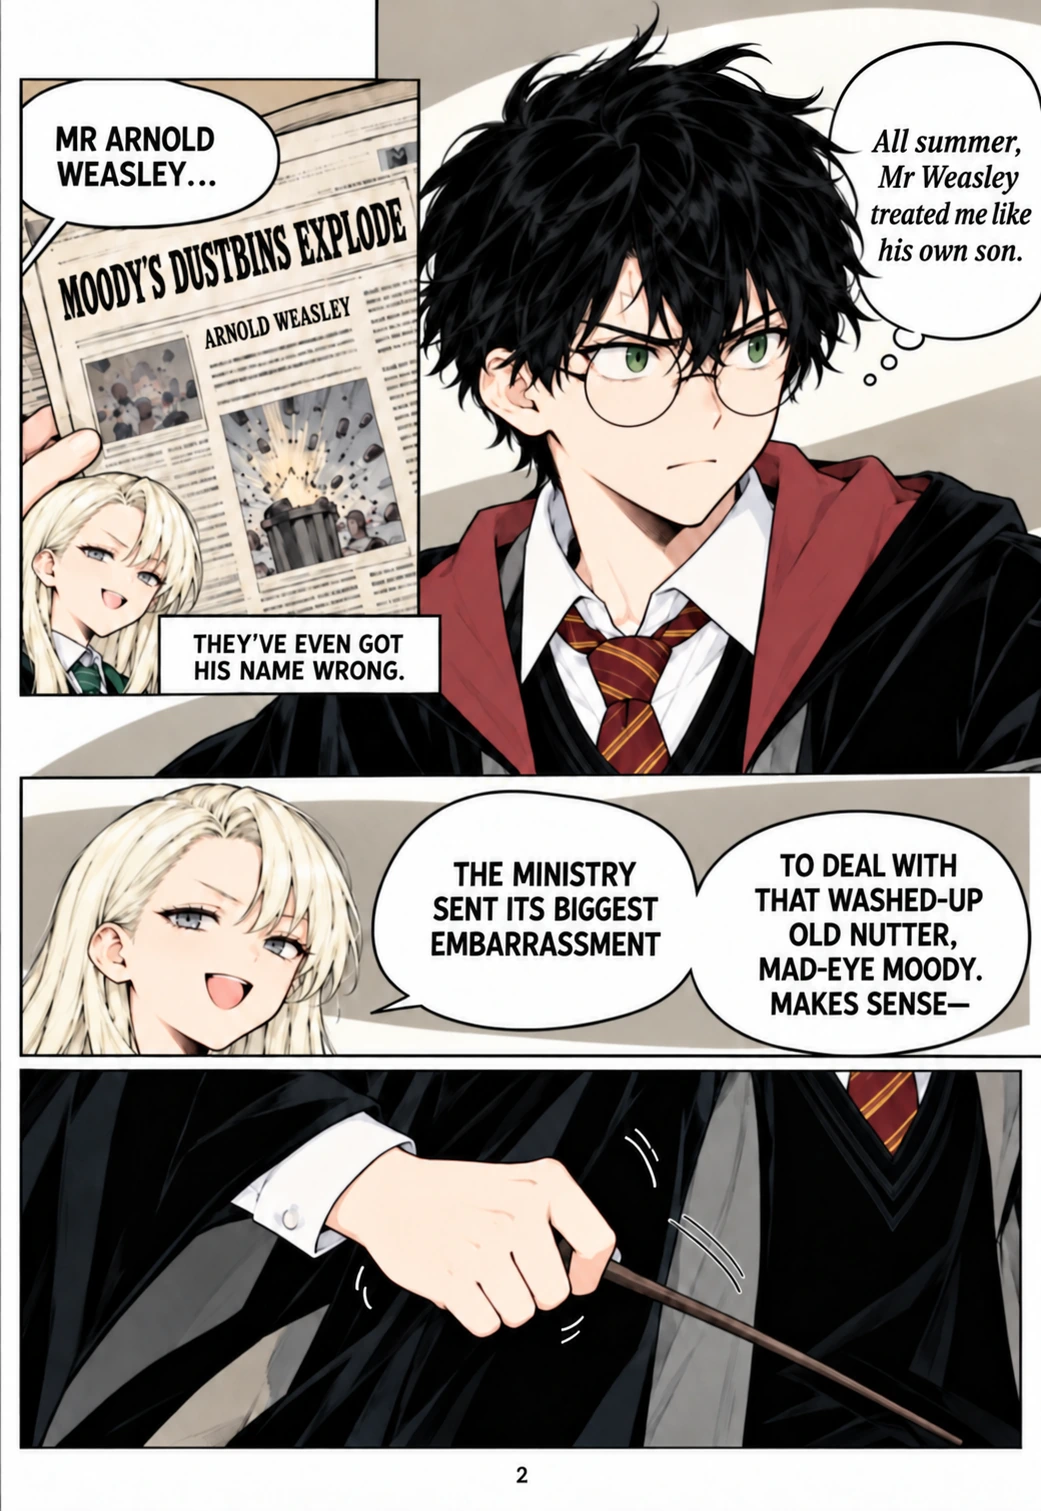 MR ARNOLD
WEASLEY...
MOODY'S DUSTBINS EXPLODE
ARNOLD WEASLEY
THEY'VE EVEN GOT
HIS NAME WRONG.
All summer,
Mr Weasley
treated me like
his own son.
THE MINISTRY
SENT ITS BIGGEST
EMBARRASSMENT
TO DEAL WITH
THAT WASHED-UP
OLD NUTTER,
MAD-EYE MOODY.
MAKES SENSE—
2